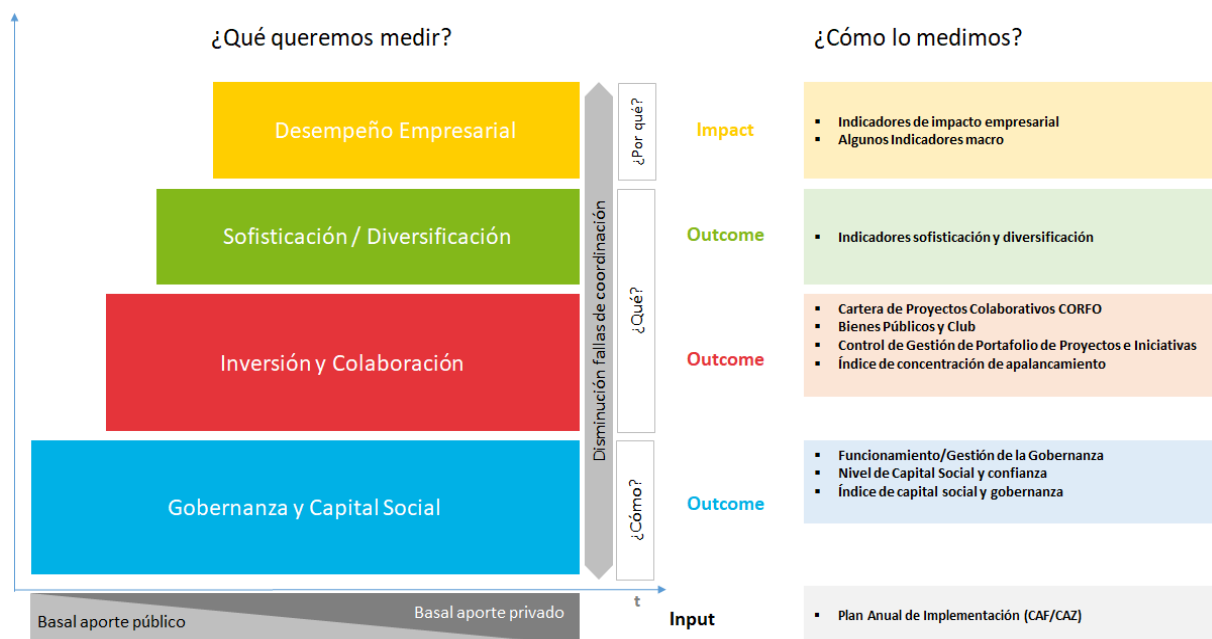 ¿Qué queremos medir?
¿Cómo lo medimos?
Desempeño Empresarial
Sofisticación / Diversificación
Inversión y Colaboración
Gobernanza y Capital Social
Disminución fallas de coordinación
¿Por qué?
¿Qué?
¿Cómo?
Impact
Outcome
Outcome
Outcome
▪ Indicadores de impacto empresarial
▪ Algunos Indicadores macro
▪ Indicadores sofisticación y diversificación
▪ Cartera de Proyectos Colaborativos CORFO
▪ Bienes Públicos y Club
▪ Control de Gestión de Portafolio de Proyectos e Iniciativas
▪ Índice de concentración de apalancamiento
▪ Funcionamiento/Gestión de la Gobernanza
▪ Nivel de Capital Social y confianza
▪ Índice de capital social y gobernanza
t
Basal aporte público
Basal aporte privado
Input
▪ Plan Anual de Implementación (CAF/CAZ)